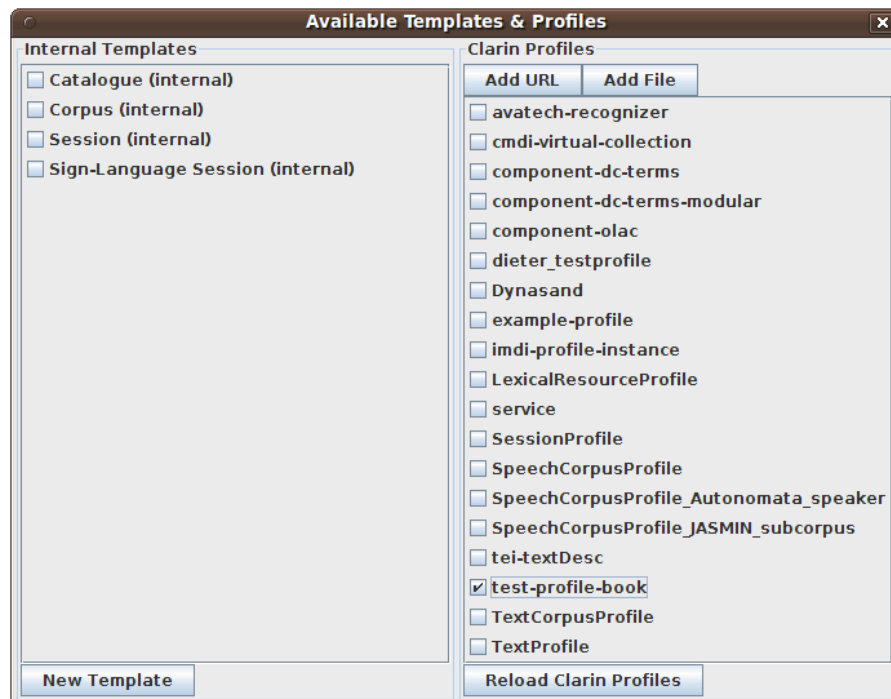 Available Templates & Profiles
Internal Templates
Catalogue (internal)
Corpus (internal)
Session (internal)
Sign-Language Session (internal)
New Template
Clarin Profiles
Add URL Add File
avatech-recognizer
cmdi-virtual-collection
component-dc-terms
component-dc-terms-modular
component-olac
dieter_testprofile
Dynasand
example-profile
imdi-profile-instance
LexicalResourceProfile
service
SessionProfile
SpeechCorpusProfile
SpeechCorpusProfile_Autonomata_speaker
SpeechCorpusProfile_JASMIN_subcorpus
tei-textDesc
test-profile-book
TextCorpusProfile
TextProfile
Reload Clarin Profiles